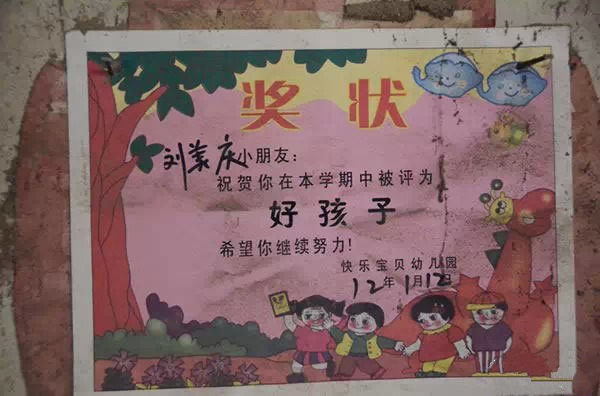 奖状
刘美庆小朋友：
祝贺你在本学期中被评为
好孩子
希望你继续努力！
快乐宝贝幼儿园
12年1月12日